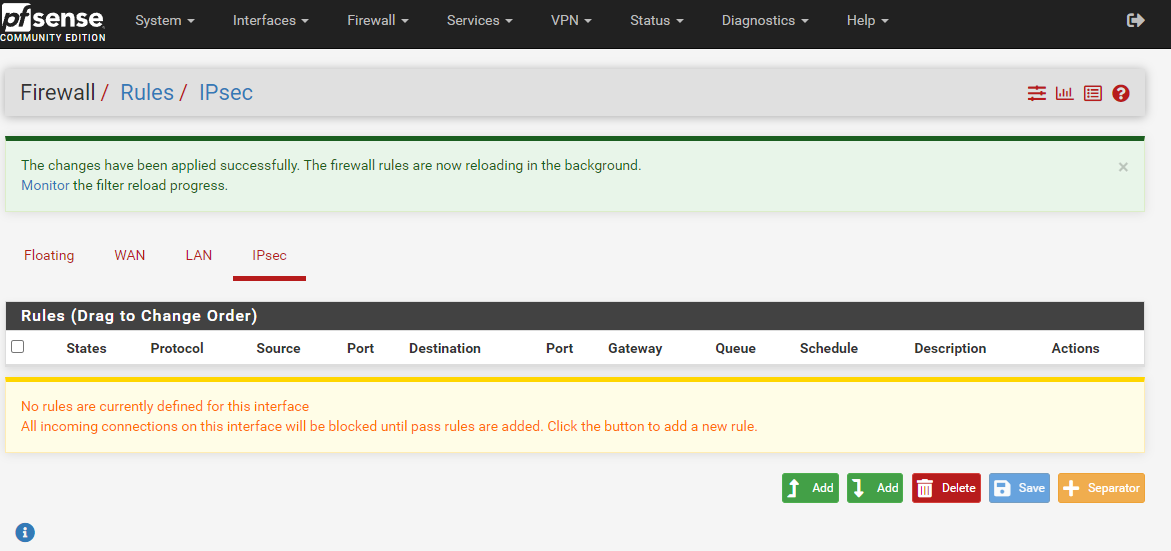 pfsense
COMMUNITY EDITION
System Interfaces Firewall Services VPN Status Diagnostics Help
Firewall / Rules / IPsec
The changes have been applied successfully. The firewall rules are now reloading in the background.
Monitor the filter reload progress.
×
Floating WAN LAN IPsec
Rules (Drag to Change Order)
States Protocol Source Port Destination Port Gateway Queue Schedule Description Actions
No rules are currently defined for this interface
All incoming connections on this interface will be blocked until pass rules are added. Click the button to add a new rule.
Add Add Delete Save Separator